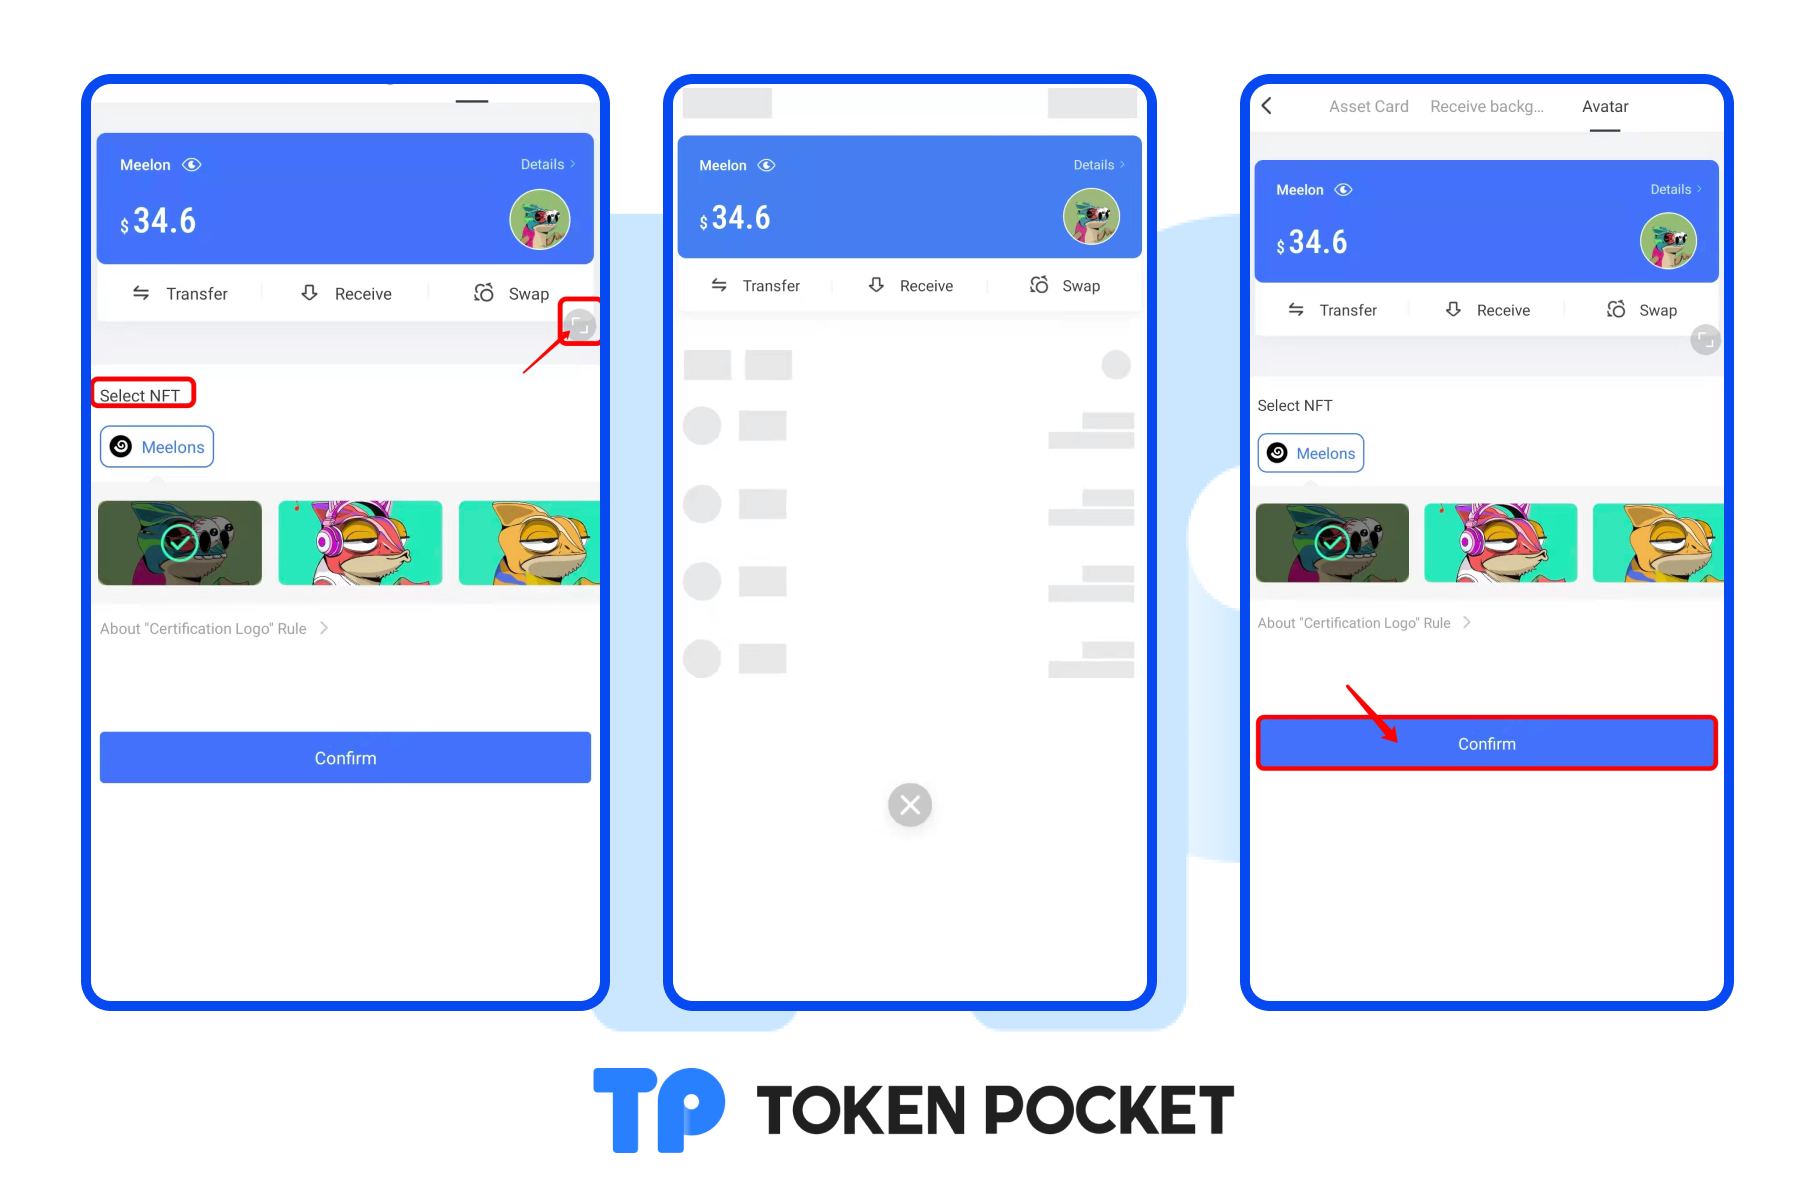 Meelon
Details
$ 34.6
Transfer
Receive
Swap
Select NFT
Meelons
About "Certification Logo" Rule
Confirm
Meelon
Details
$ 34.6
Transfer
Receive
Swap
Asset Card
Receive backg...
Avatar
Meelon
Details
$ 34.6
Transfer
Receive
Swap
Select NFT
Meelons
About "Certification Logo" Rule
Confirm
TP TOKEN POCKET